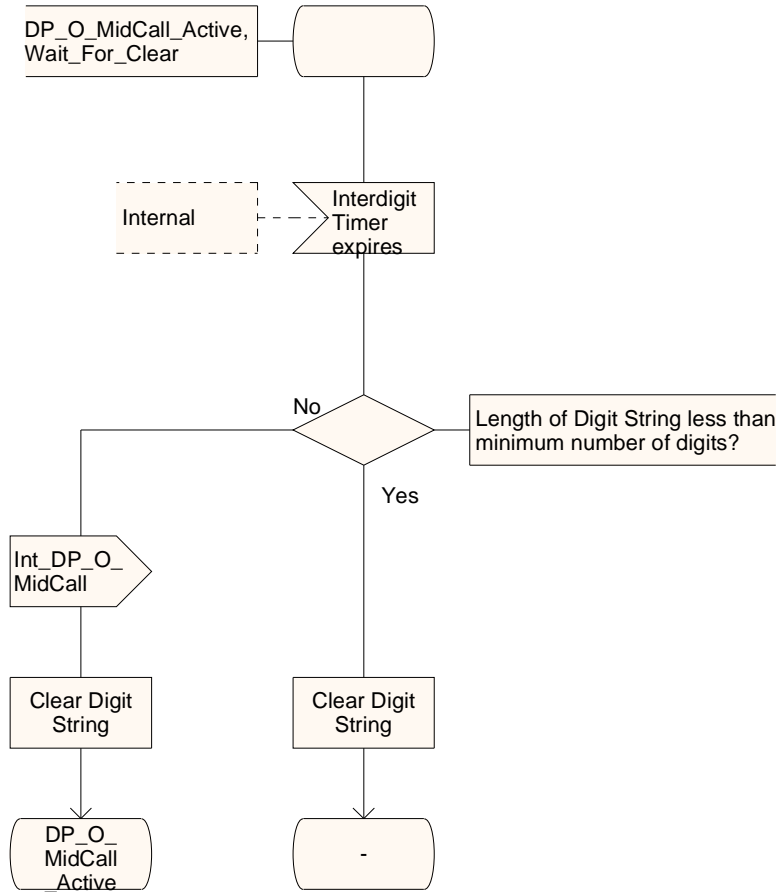 DP_O_MidCall_Active,
Wait_For_Clear
Internal
Interdigit
Timer
expires
No
Length of Digit String less than
minimum number of digits?
Yes
Int_DP_O_
MidCall
Clear Digit
String
Clear Digit
String
DP_O_
MidCall
_Active
-